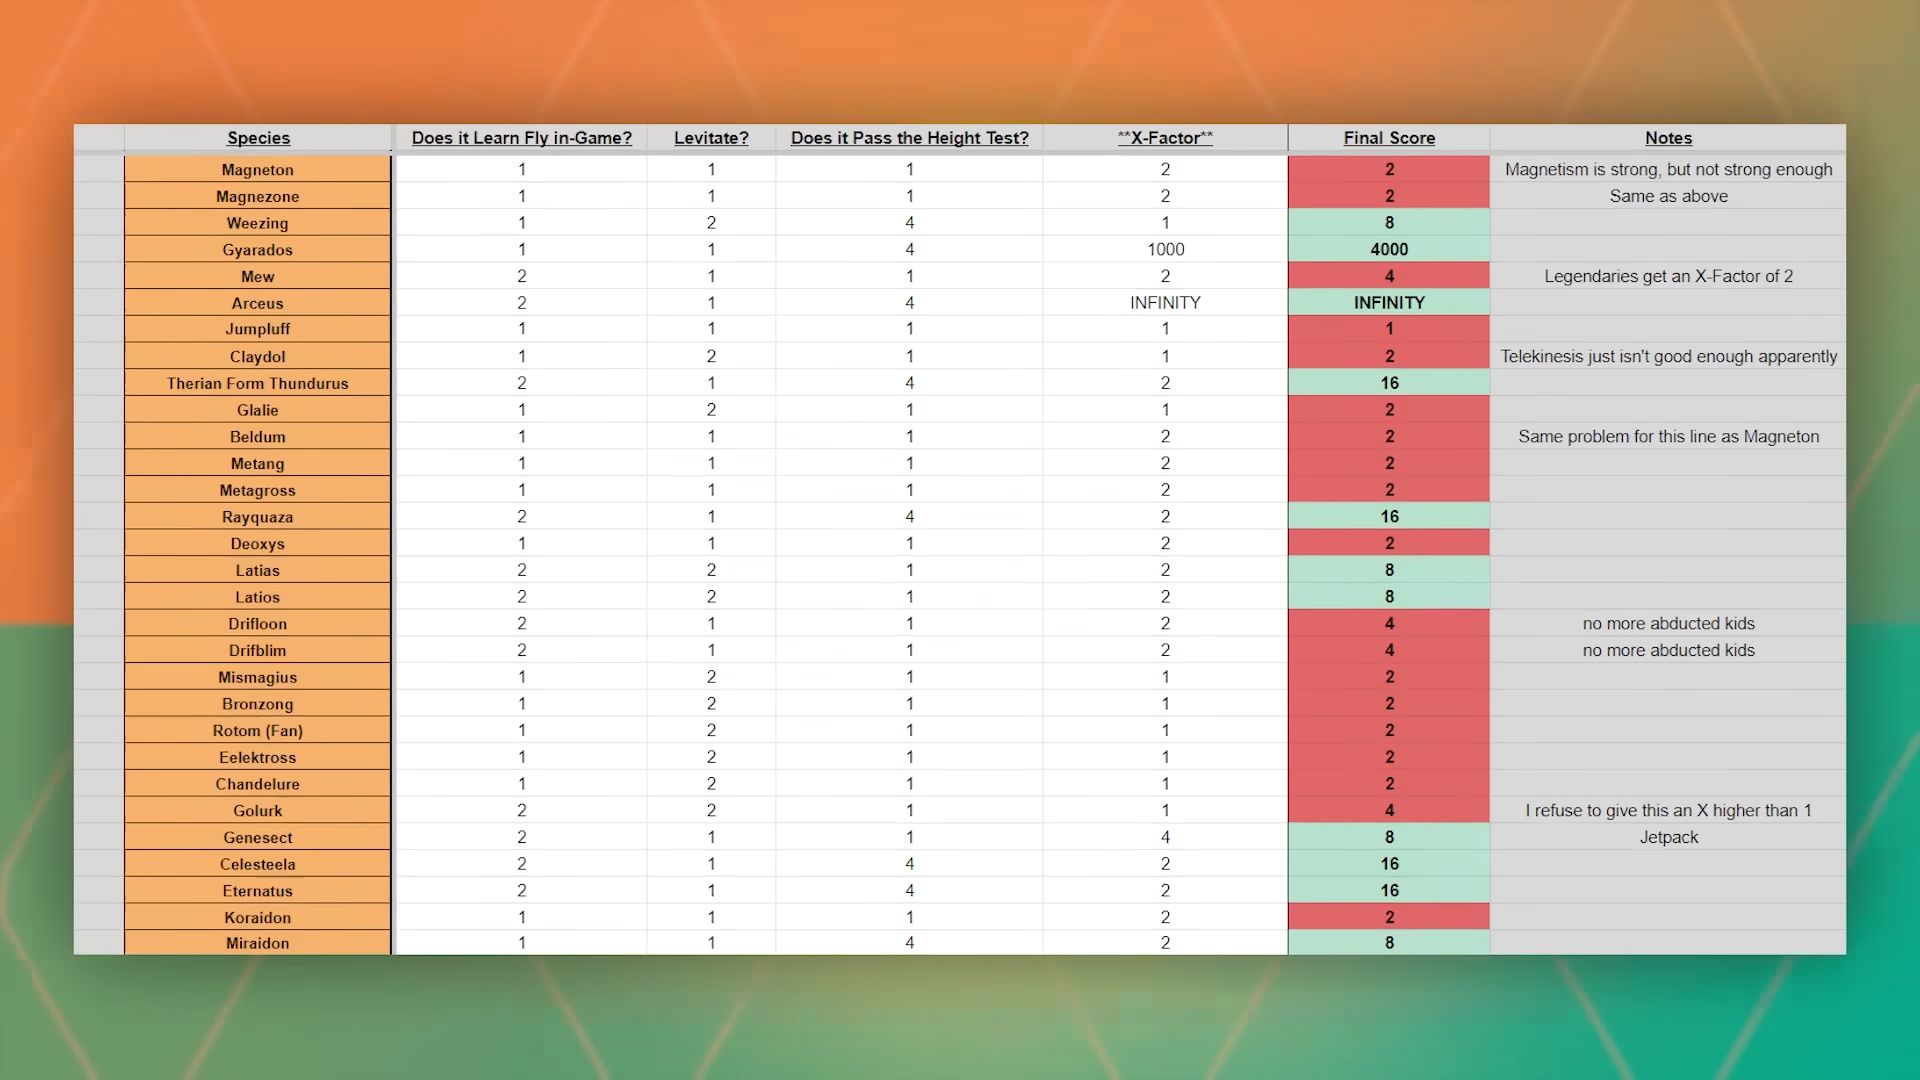 Species Does it Learn Fly in-Game? Levitate? Does it Pass the Height Test? **X-Factor** Final Score Notes
Magneton 1 1 1 2 2 Magnetism is strong, but not strong enough
Magnezone 1 1 1 2 2 Same as above
Weezing 1 2 4 1 8
Gyarados 1 1 4 1000 4000
Mew 2 1 1 2 4 Legendaries get an X-Factor of 2
Arceus 2 1 4 INFINITY INFINITY
Jumpluff 1 1 1 1 1
Claydol 1 2 1 1 2 Telekinesis just isn't good enough apparently
Therian Form Thundurus 2 1 4 2 16
Glalie 1 2 1 1 2
Beldum 1 1 1 2 2 Same problem for this line as Magneton
Metang 1 1 1 2 2
Metagross 1 1 1 2 2
Rayquaza 2 1 4 2 16
Deoxys 1 1 1 2 2
Latias 2 2 1 2 8
Latios 2 2 1 2 8
Drifloon 2 1 1 2 4 no more abducted kids
Drifblim 2 1 1 2 4 no more abducted kids
Mismagius 1 2 1 1 2
Bronzong 1 2 1 1 2
Rotom (Fan) 1 2 1 1 2
Eelektross 1 2 1 1 2
Chandelure 1 2 1 1 2
Golurk 2 2 1 1 4 I refuse to give this an X higher than 1
Genesect 2 1 1 4 8 Jetpack
Celesteela 2 1 4 2 16
Eternatus 2 1 4 2 16
Koraidon 1 1 1 2 2
Miraidon 1 1 4 2 8